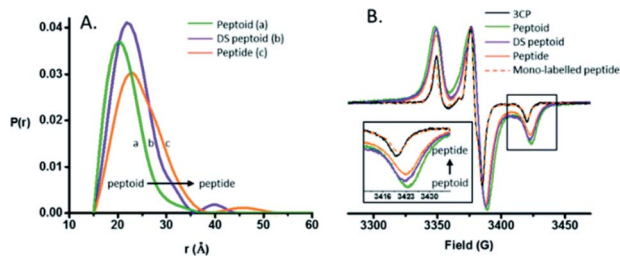 A.
0.04
0.03
0.02
0.01
0.00
P(r)
Peptoid (a)
DS peptoid (b)
Peptide (c)
a b c
peptoid peptide
10 20 30 40 50 60
r (Å)
B.
3CP
Peptoid
DS peptoid
Peptide
Mono-labelled peptide
peptide
peptoid
3416 3423 3430
3300 3350 3400 3450
Field (G)